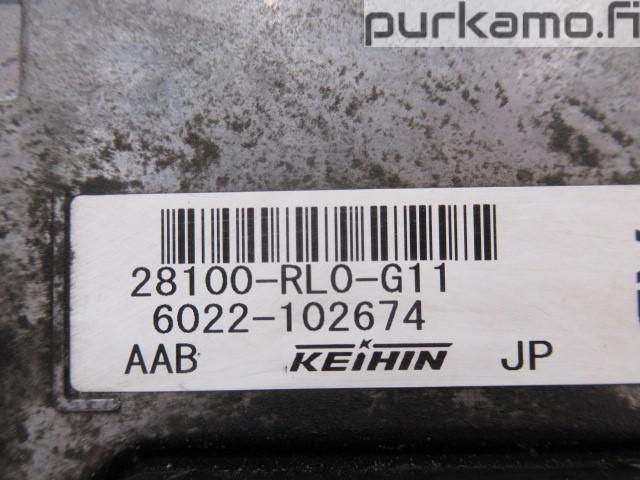 purkamo.fi
28100-RL0-G11
6022-102674
AAB KEIHIN JP